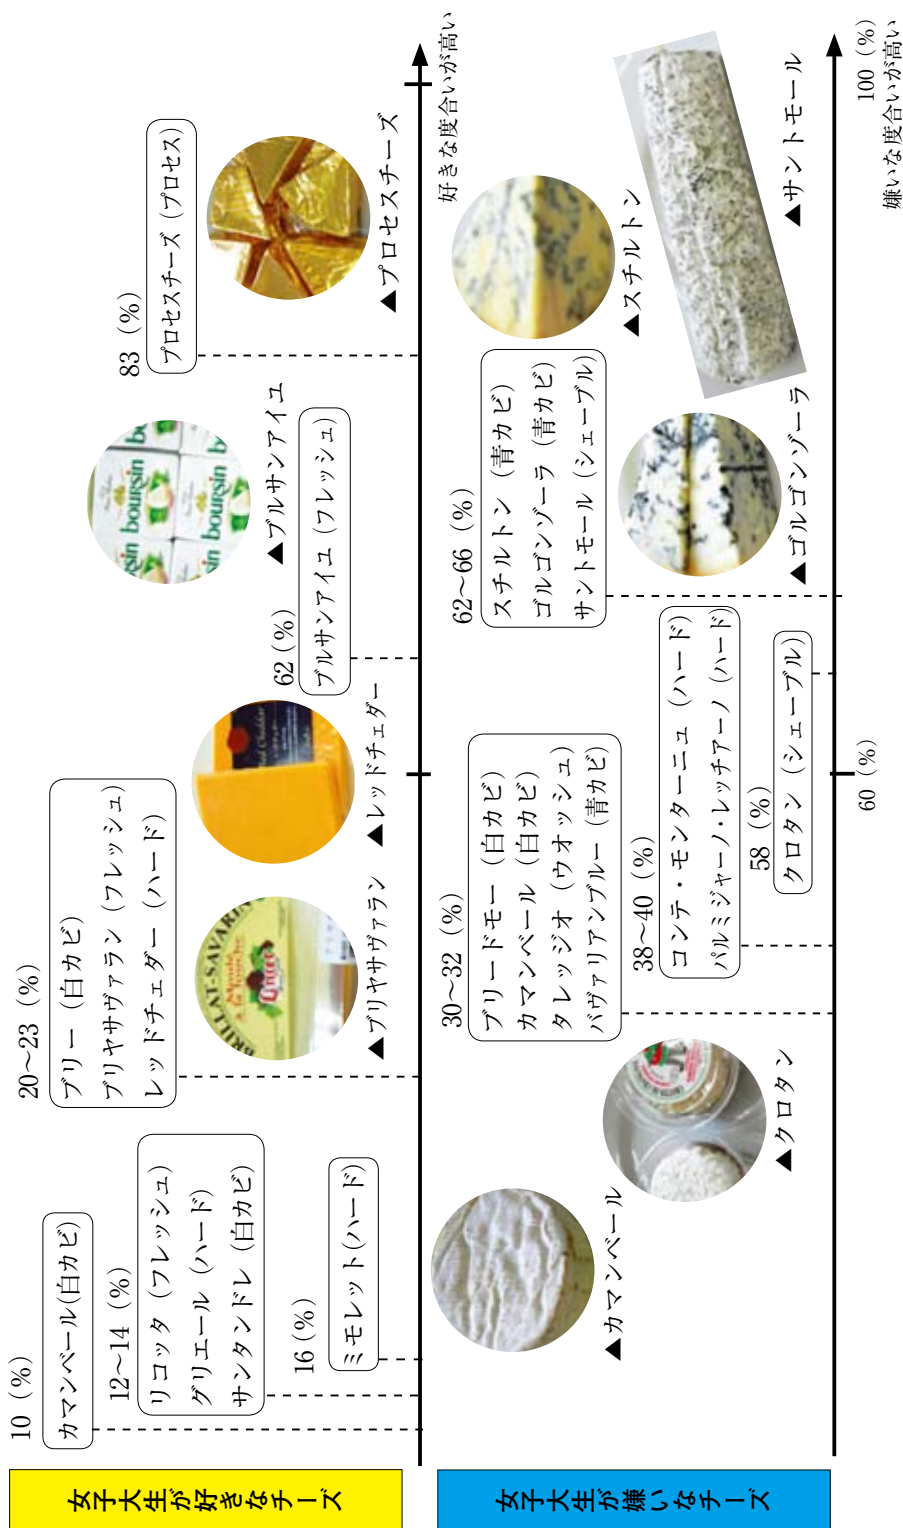 女子大生が好きなチーズ
10（%）
カマンベール(白カビ)
12〜14（%）
リコッタ（フレッシュ）
グリエール（ハード）
サンタンドレ（白カビ）
16(%)
ミモレット(ハード)
20〜23（%）
ブリー（白カビ）
ブリヤサヴァラン（フレッシュ）
レッドチェダー（ハード）
BRILLAT-SAVARIN
▲ブリヤサヴァラン
▲レッドチェダー
62(%)
ブルサンアイユ（フレッシュ）
boursin
boursin
▲ブルサンアイユ
83（%）
プロセスチーズ（プロセス）
▲プロセスチーズ
好きな度合いが高い
女子大生が嫌いなチーズ
▲カマンベール
▲クロタン
30〜32（%）
ブリードモー（白カビ）
カマンベール（白カビ）
タレッジオ（ウオッシュ）
バヴァリアンブルー（青カビ）
38〜40（%）
コンテ・モンターニュ（ハード）
パルミジャーノ・レッチアーノ（ハード）
58（%）
クロタン（シェーブル）
60（%）
62〜66（%）
スチルトン（青カビ）
ゴルゴンゾーラ（青カビ）
サントモール（シェーブル）
▲スチルトン
▲ゴルゴンゾーラ
▲サントモール
100（%）
嫌いな度合いが高い